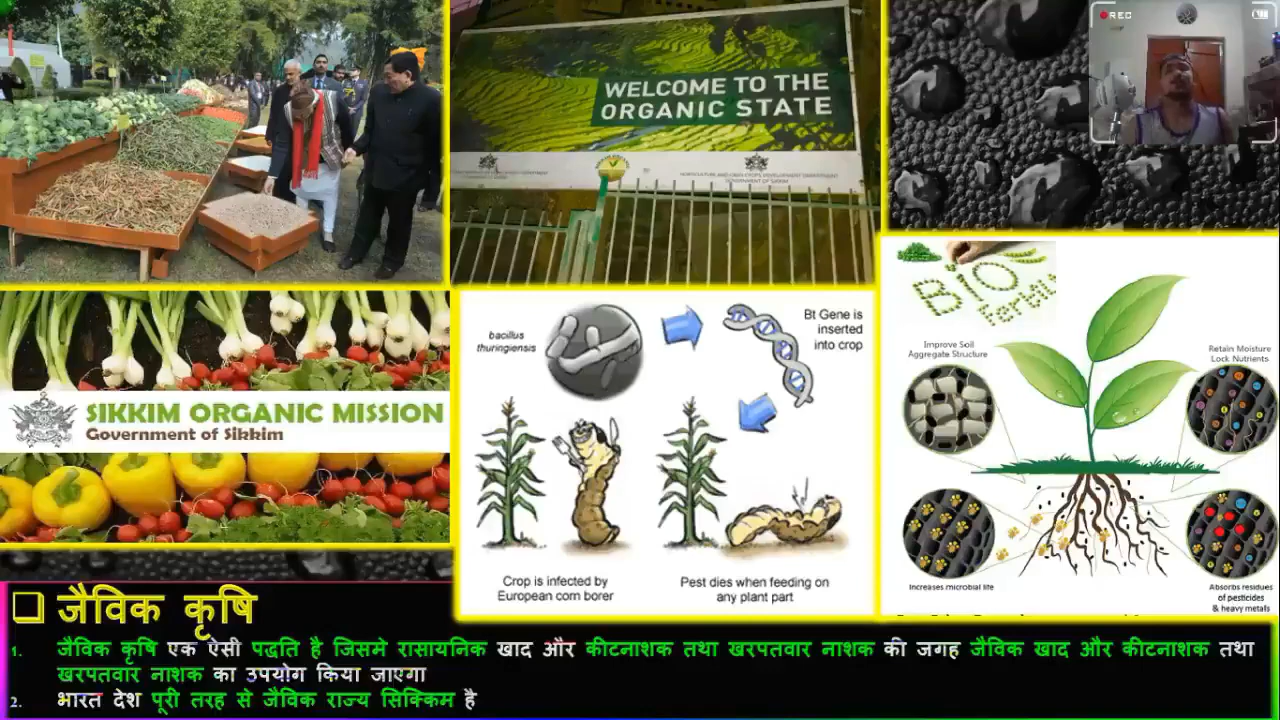 WELCOME TO THE
ORGANIC STATE
GOVERNMENT OF SIKKIM
REC
SIKKIM ORGANIC MISSION
Government of Sikkim
bacillus
thuringiensis
Bt Gene is
inserted
into crop
Crop is infected by
European corn borer
Pest dies when feeding on
any plant part
BIO
Improve Soil
Aggregate Structure
Retain Moisture
Lock Nutrients
Increases microbial life
Absorbs residues
of pesticides
& heavy metals
जैविक कृषि
1. जैविक कृषि एक ऐसी पद्धति है जिसमे रासायनिक खाद और कीटनाशक तथा खरपतवार नाशक की जगह जैविक खाद और कीटनाशक तथा
खरपतवार नाशक का उपयोग किया जाएगा
2. भारत देश पूरी तरह से जैविक राज्य सिक्किम है